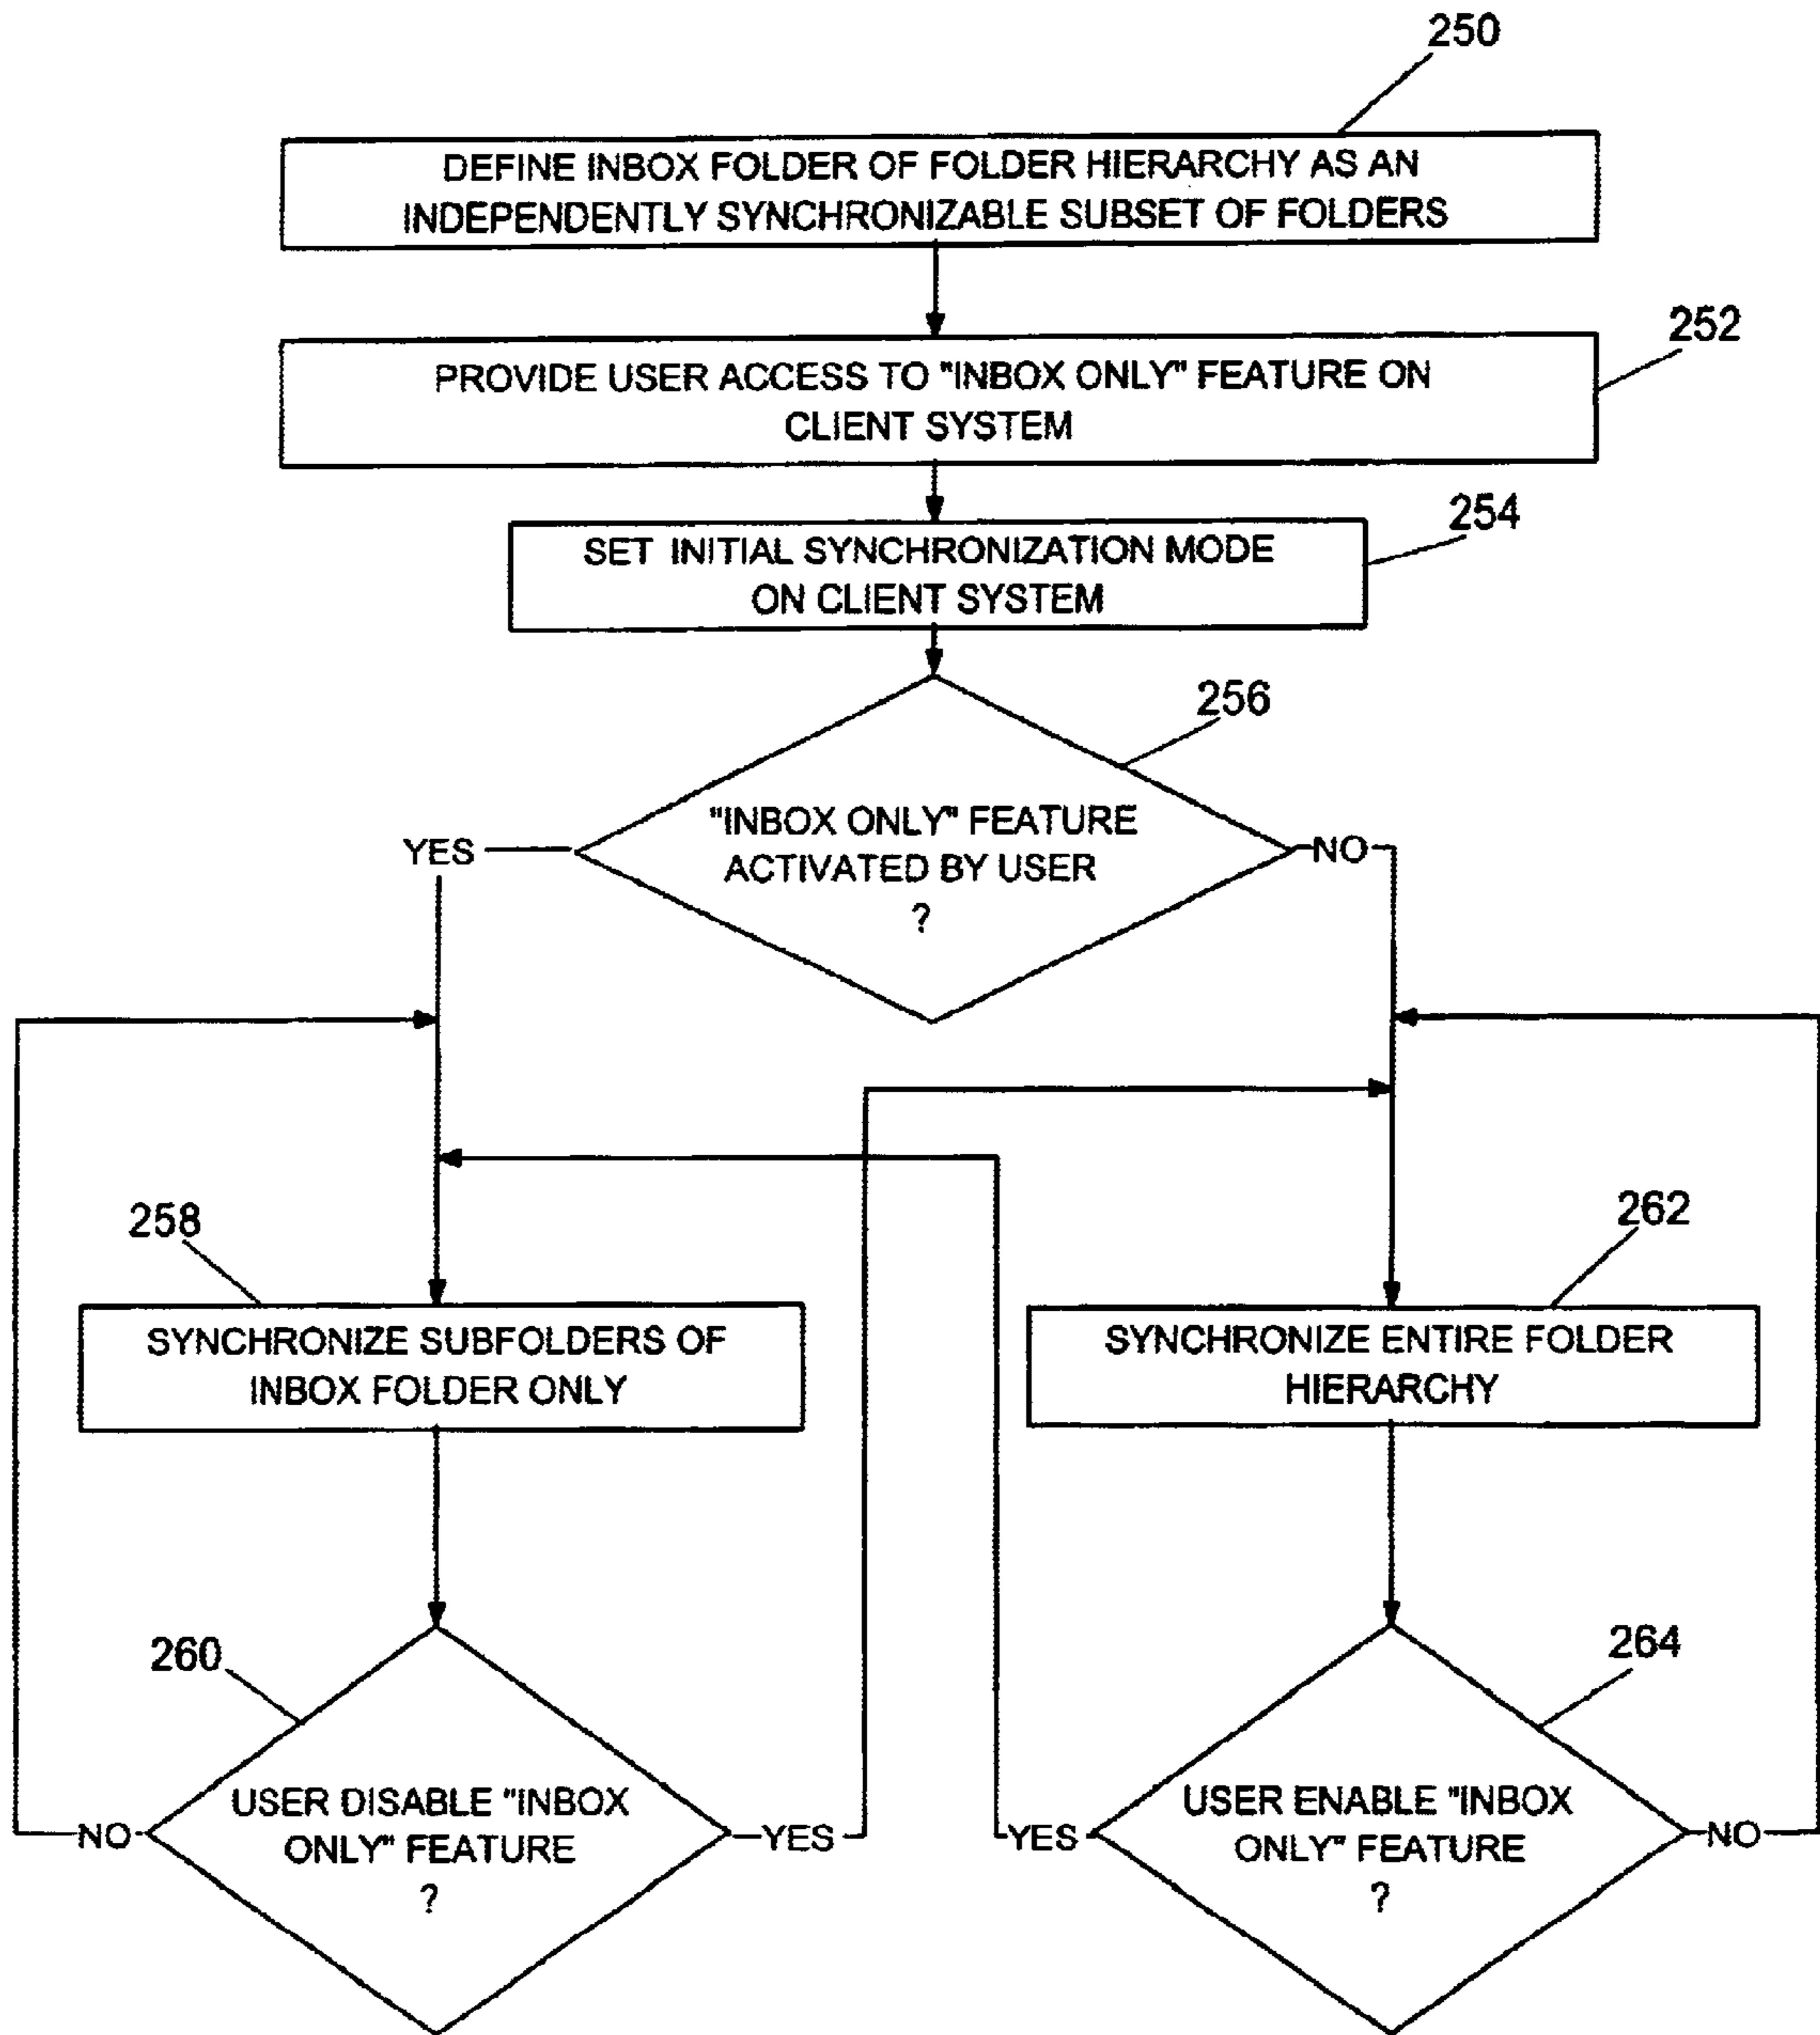 250
DEFINE INBOX FOLDER OF FOLDER HIERARCHY AS AN
INDEPENDENTLY SYNCHRONIZABLE SUBSET OF FOLDERS
252
PROVIDE USER ACCESS TO "INBOX ONLY" FEATURE ON
CLIENT SYSTEM
254
SET INITIAL SYNCHRONIZATION MODE
ON CLIENT SYSTEM
256
"INBOX ONLY" FEATURE
ACTIVATED BY USER
?
YES
NO
258
SYNCHRONIZE SUBFOLDERS OF
INBOX FOLDER ONLY
262
SYNCHRONIZE ENTIRE FOLDER
HIERARCHY
260
USER DISABLE "INBOX
ONLY" FEATURE
?
NO
YES
264
USER ENABLE "INBOX
ONLY" FEATURE
?
YES
NO